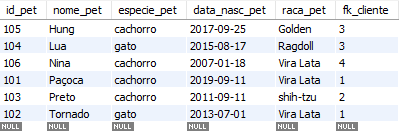 id_pet nome_pet especie_pet data_nasc_pet raca_pet fk_cliente
105 Hung cachorro 2017-09-25 Golden 3
104 Lua gato 2015-08-17 Ragdoll 3
106 Nina cachorro 2007-01-18 Vira Lata 4
101 Paçoca cachorro 2019-09-11 Vira Lata 1
103 Preto cachorro 2011-09-11 shih-tzu 2
102 Tornado gato 2013-07-01 Vira Lata 1
NULL NULL NULL NULL NULL NULL